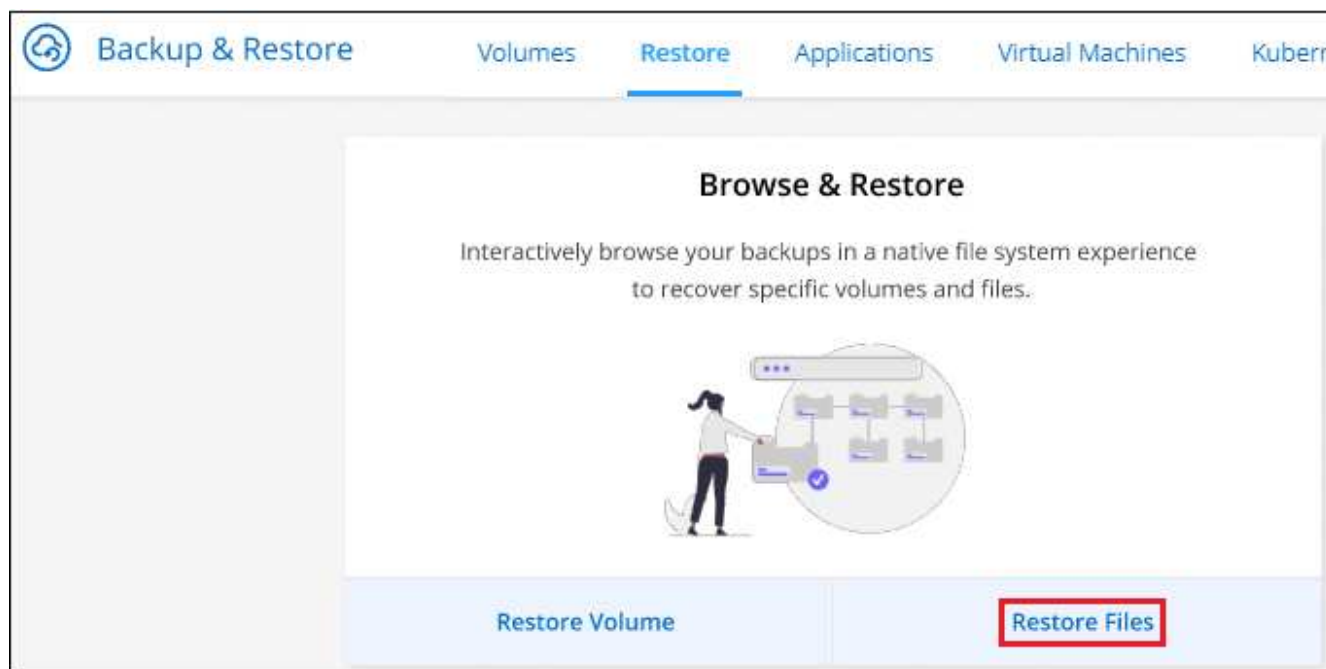 Backup & Restore Volumes Restore Applications Virtual Machines Kubern
Browse & Restore
Interactively browse your backups in a native file system experience
to recover specific volumes and files.
Restore Volume Restore Files